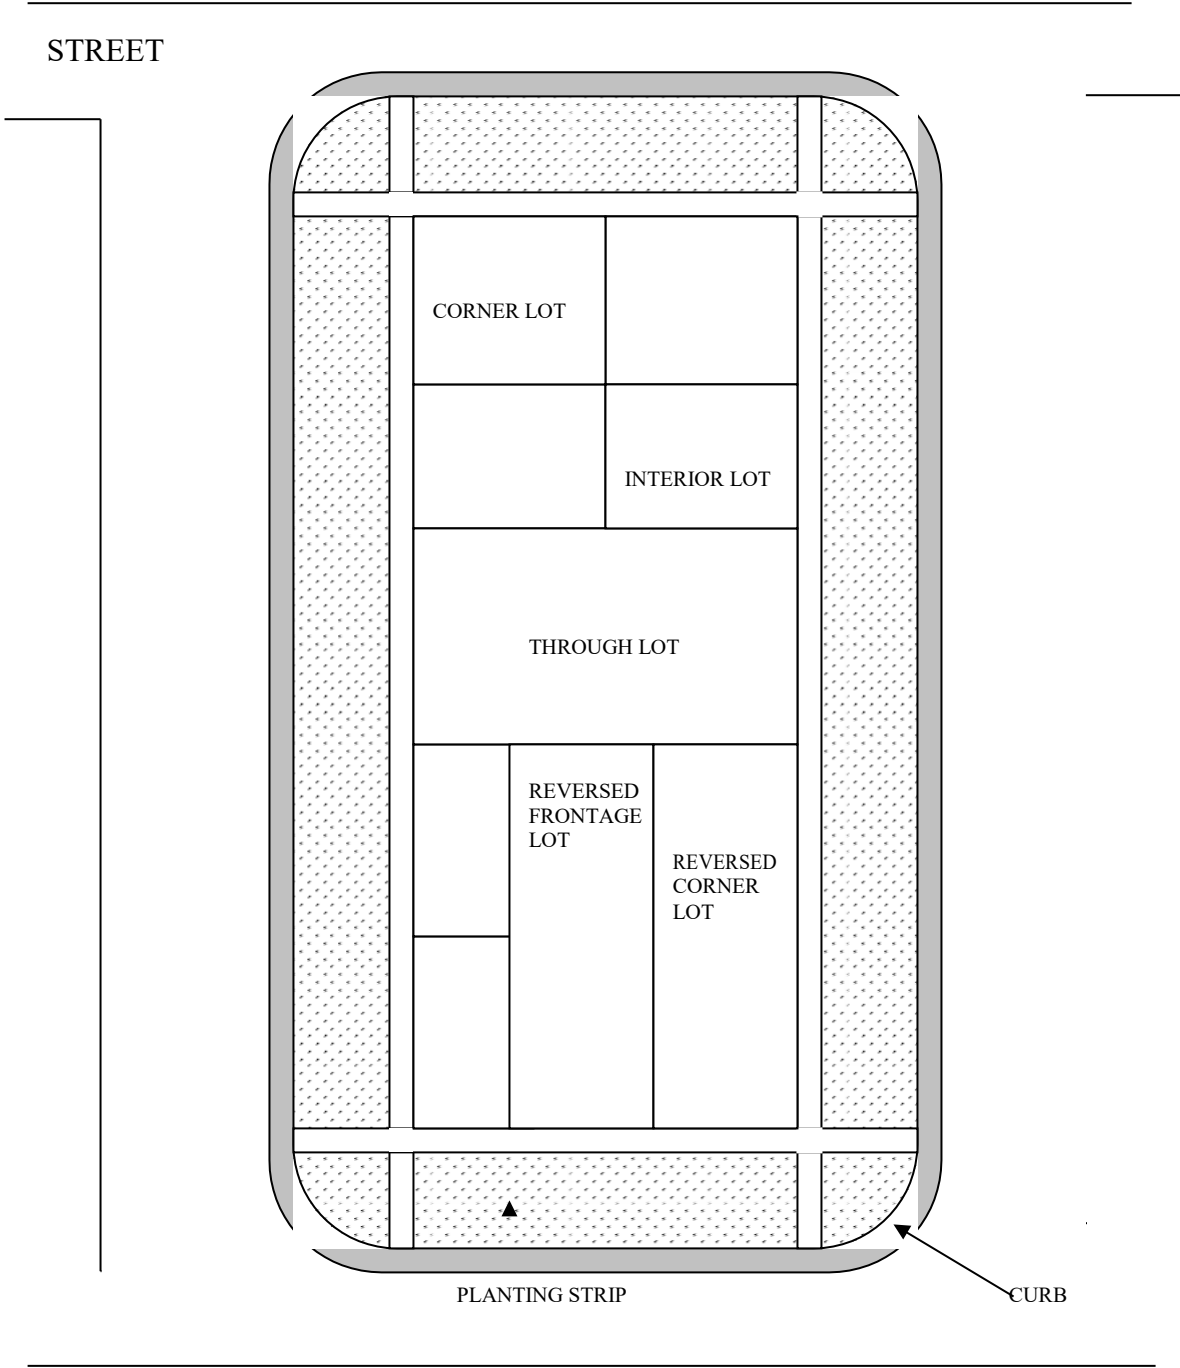 STREET
CORNER LOT
INTERIOR LOT
THROUGH LOT
REVERSED
FRONTAGE
LOT
REVERSED
CORNER
LOT
PLANTING STRIP
CURB